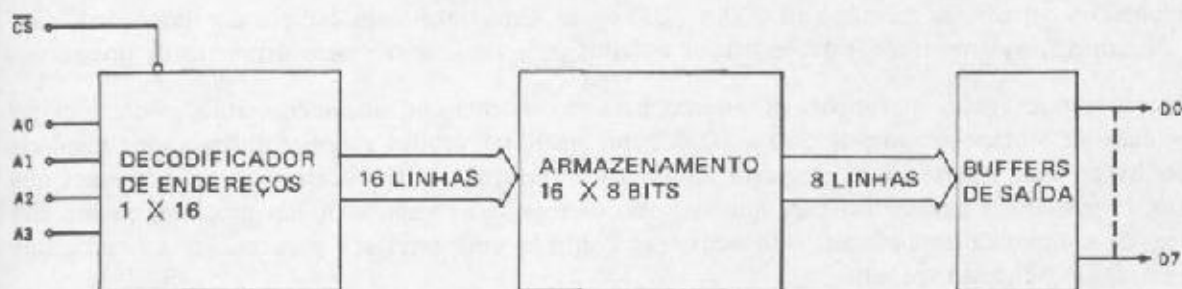 CS
A0
A1
A2
A3
DECODIFICADOR
DE ENDEREÇOS
1 X 16
16 LINHAS
ARMAZENAMENTO
16 X 8 BITS
8 LINHAS
BUFFERS
DE SAÍDA
D0
D7